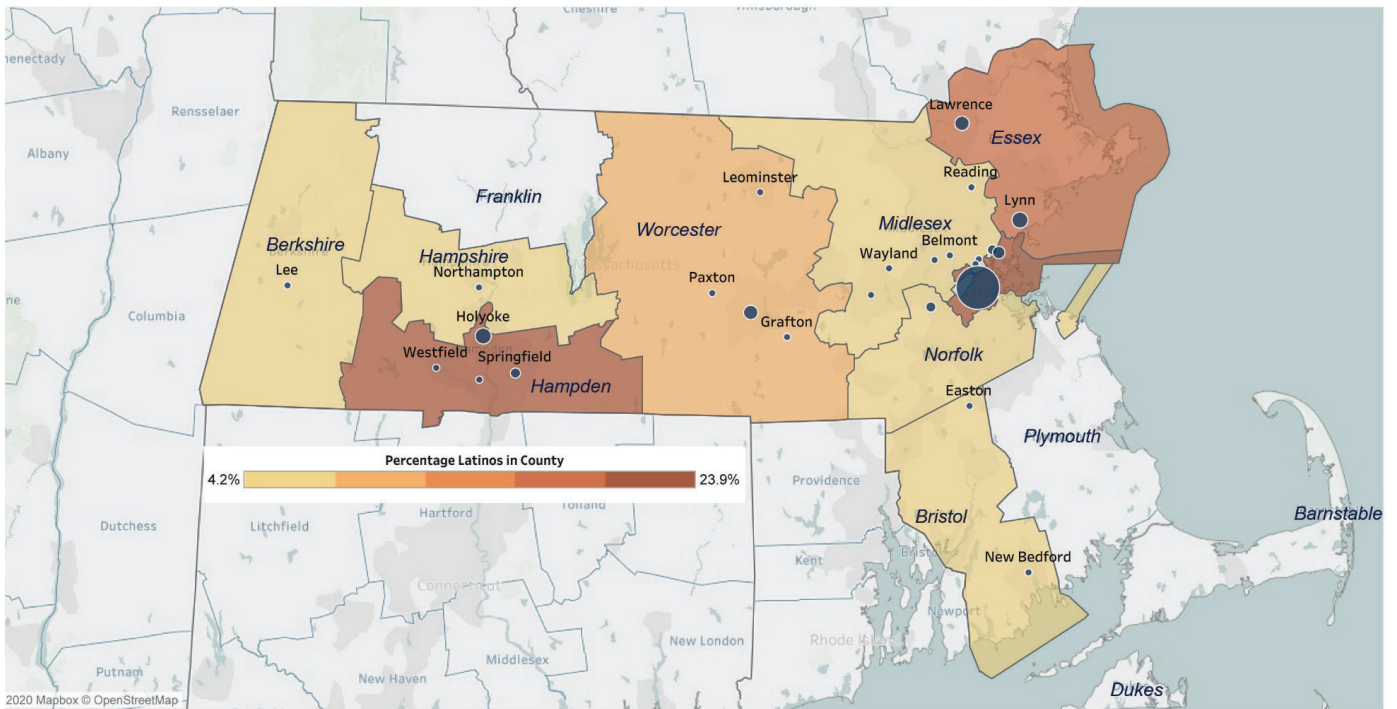 Cheshire
Hillsborough
henectady
Rensselaer
Albany
Lawrence
Essex
Reading
Leominster
Franklin
Lynn
Worcester
Midlesex
Berkshire
Belmont
Hampshire
Wayland
Lee
Northampton
Massachusetts
Paxton
Columbia
Holyoke
Grafton
Westfield
Springfield
Norfolk
Hampden
Easton
Plymouth
Percentage Latinos in County
4.2%
23.9%
Providence
Dutchess
Litchfield
Hartford
Tolland
Bristol
Barnstable
Kent
Bristol
New Bedford
Connecticut
Newport
New London
Rhode Island
Middlesex
Putnam
New Haven
Dukes
2020 Mapbox © OpenStreetMap